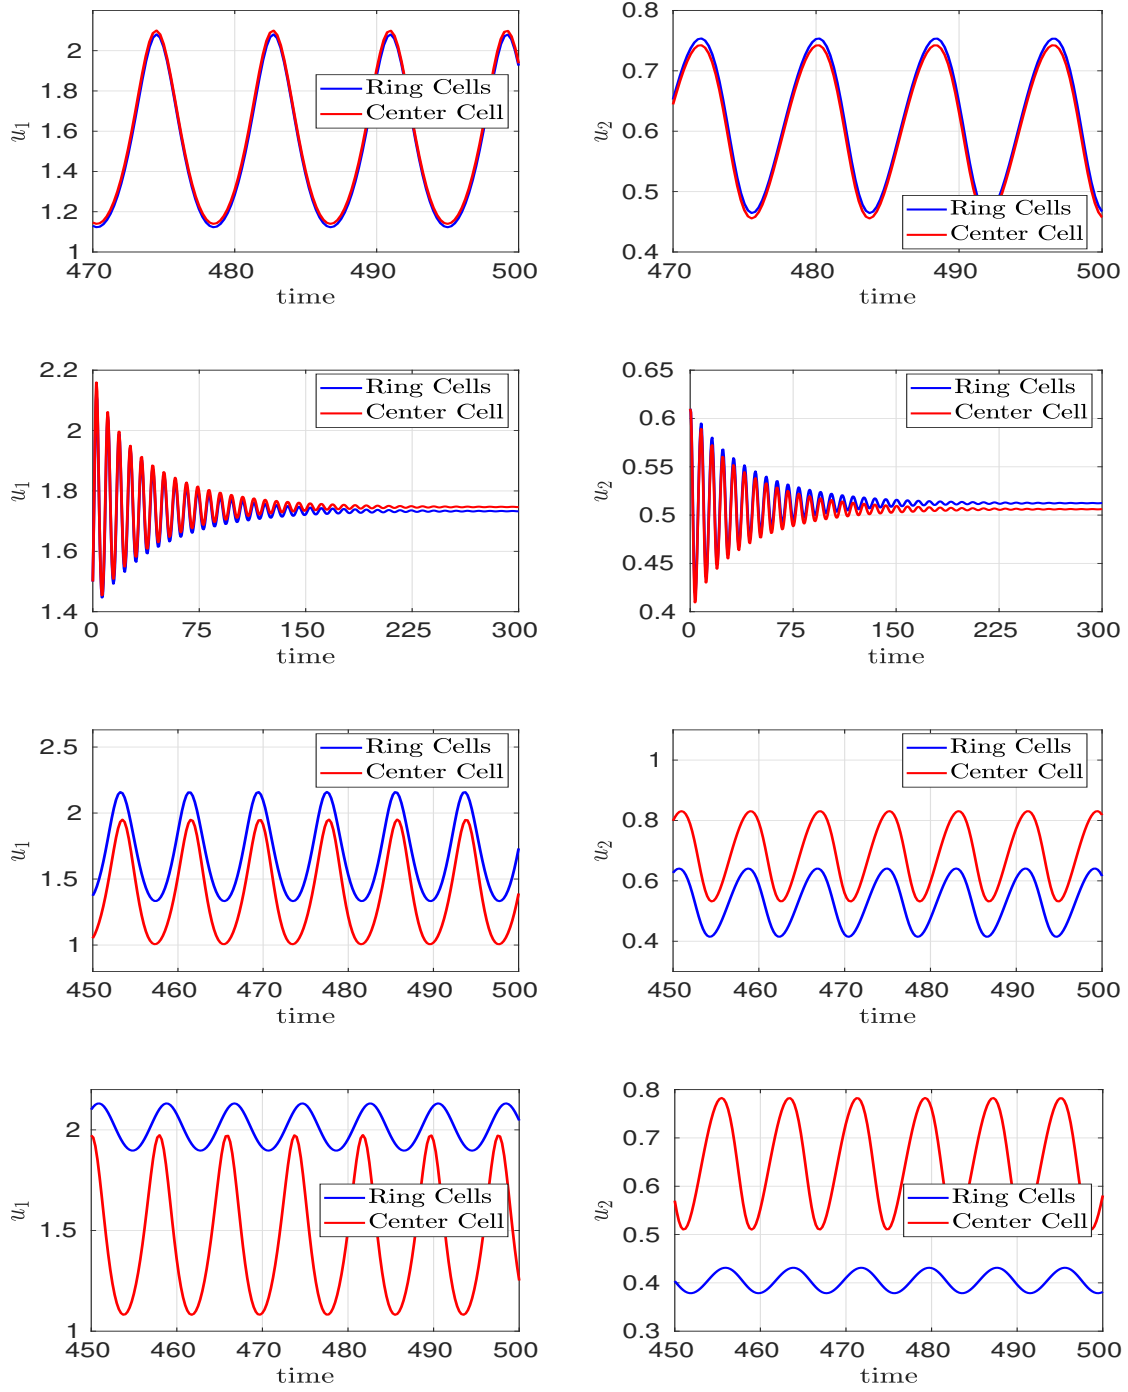 2
1.8
1.6
1.4
1.2
1
u1
Ring Cells
Center Cell
470 480 490 500
time
0.8
0.7
0.6
0.5
0.4
u2
Ring Cells
Center Cell
470 480 490 500
time
2.2
2
1.8
1.6
1.4
u1
Ring Cells
Center Cell
0 75 150 225 300
time
0.65
0.6
0.55
0.5
0.45
0.4
u2
Ring Cells
Center Cell
0 75 150 225 300
time
2.5
2
1.5
1
u1
Ring Cells
Center Cell
450 460 470 480 490 500
time
1
0.8
0.6
0.4
u2
Ring Cells
Center Cell
450 460 470 480 490 500
time
2
1.5
1
u1
Ring Cells
Center Cell
450 460 470 480 490 500
time
0.8
0.7
0.6
0.5
0.4
0.3
u2
Ring Cells
Center Cell
450 460 470 480 490 500
time